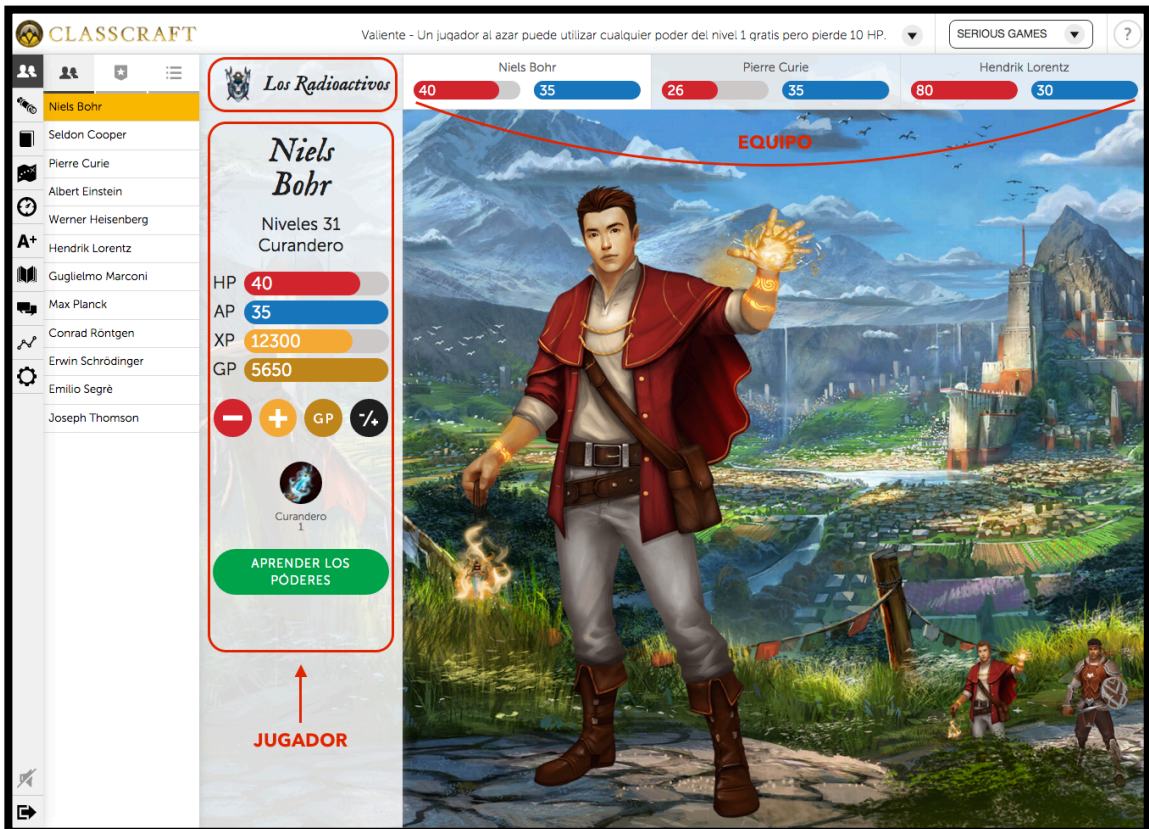 CLASSCRAFT
Valiente - Un jugador al azar puede utilizar cualquier poder del nivel 1 gratis pero pierde 10 HP.
SERIOUS GAMES
?
Los Radioactivos
Niels Bohr
40
35
Pierre Curie
26
35
Hendrik Lorentz
80
30
EQUIPO
A+
Niels Bohr
Seldon Cooper
Pierre Curie
Albert Einstein
Werner Heisenberg
Hendrik Lorentz
Guglielmo Marconi
Max Planck
Conrad Röntgen
Erwin Schrödinger
Emilio Segrè
Joseph Thomson
Niels
Bohr
Niveles 31
Curandero
HP 40
AP 35
XP 12300
GP 5650
GP
-/+
Curandero
1
APRENDER LOS
PÓDERES
JUGADOR